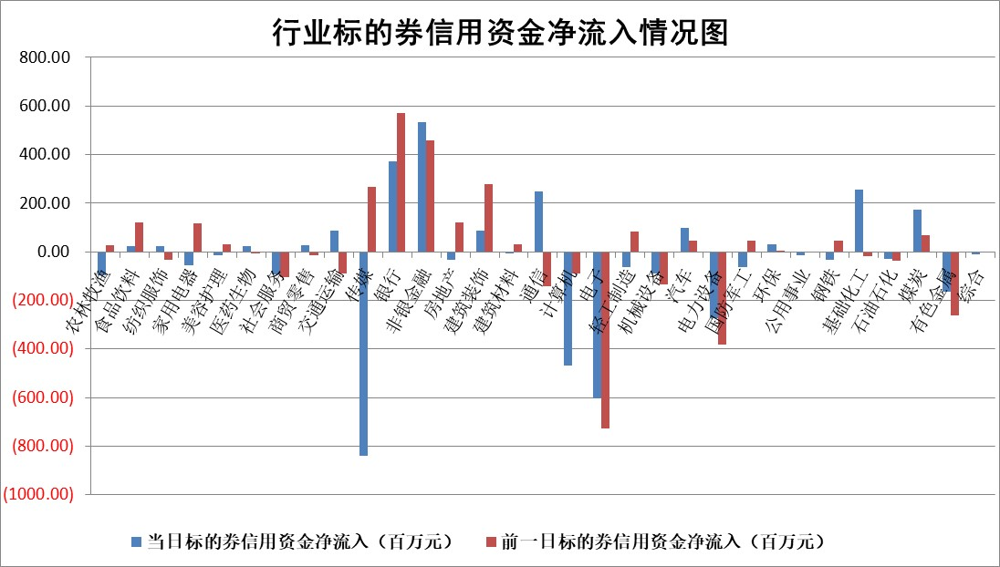 行业标的券信用资金净流入情况图
800.00
600.00
400.00
200.00
0.00
(200.00)
(400.00)
(600.00)
(800.00)
(1000.00)
农林牧渔
食品饮料
纺织服饰
家用电器
美容护理
医药生物
社会服务
商贸零售
交通运输
传媒
银行
非银金融
房地产
建筑装饰
建筑材料
通信
计算机
电子
轻工制造
机械设备
汽车
电力设备
国防军工
环保
公用事业
钢铁
基础化工
石油石化
煤炭
有色金属
综合
当日标的券信用资金净流入（百万元）
前一日标的券信用资金净流入（百万元）